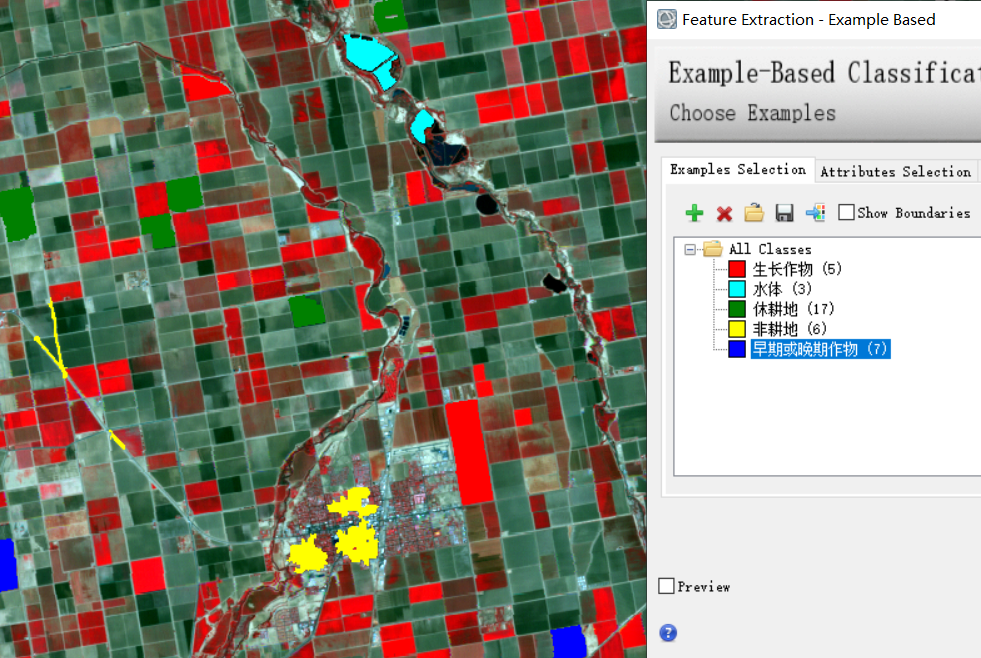 Feature Extraction - Example Based
Example-Based Classificat
Choose Examples
Examples Selection
Attributes Selection
Show Boundaries
All Classes
生长作物 (5)
水体 (3)
休耕地 (17)
非耕地 (6)
早期或晚期作物 (7)
Preview
?